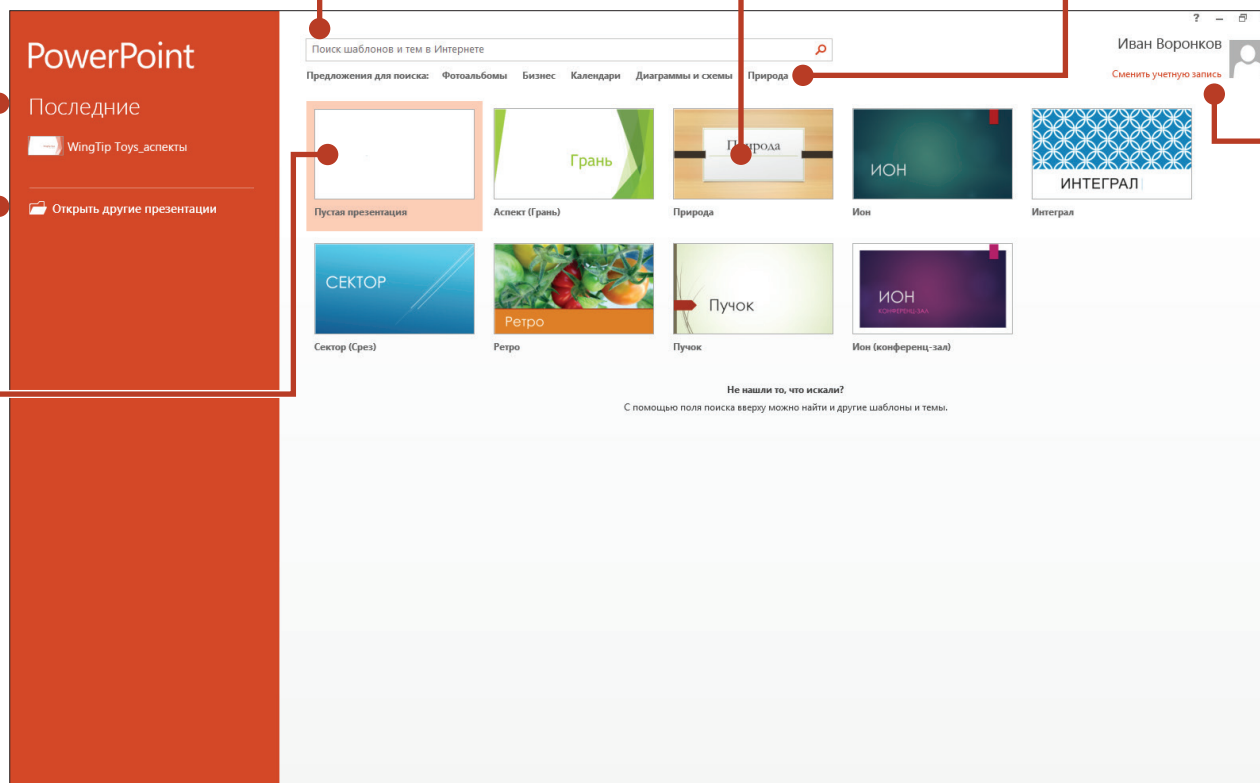 PowerPoint
Последние
WingTip Toys_аспекты
Открыть другие презентации
?
Иван Воронков
Сменить учетную запись
Поиск шаблонов и тем в Интернете
Предложения для поиска: Фотоальбомы Бизнес Календари Диаграммы и схемы Природа
Грань
ИОН
ИНТЕГРАЛ
Пустая презентация
Аспект (Грань)
Природа
Ион
Интеграл
СЕКТОР
Ретро
Пучок
ИОН
КОНФЕРЕНЦ-ЗАЛ
Сектор (Срез)
Ретро
Пучок
Ион (конференц-зал)
Не нашли то, что искали?
С помощью поля поиска вверху можно найти и другие шаблоны и темы.